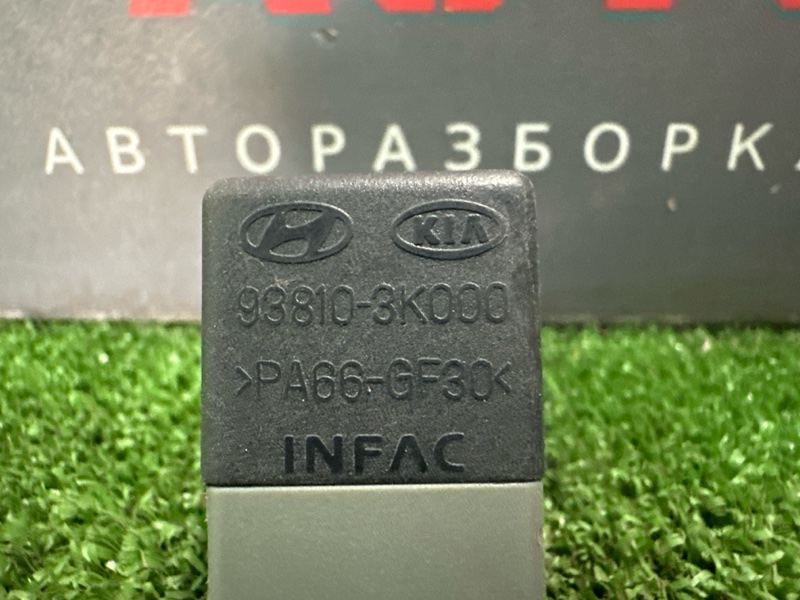 АВТОРАЗБОРКА
KIA
93810-3K000
>PA66-GF30<
INFAC